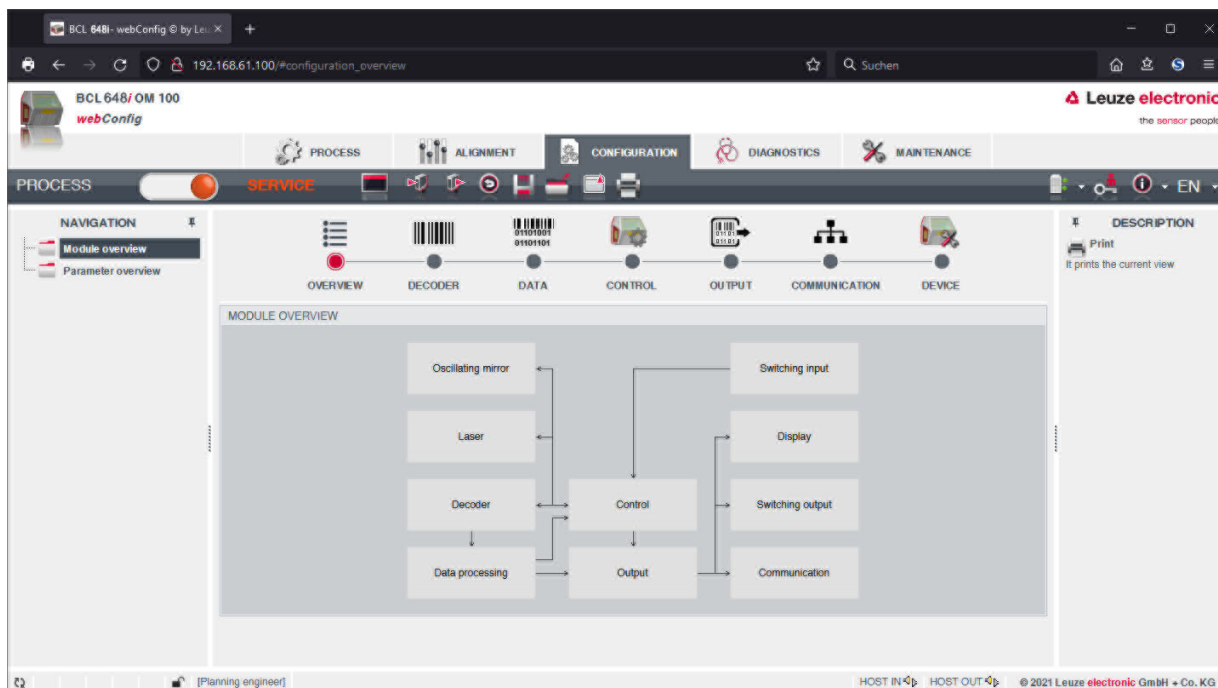 BCL 648i- webConfig © by Leu
192.168.61.100/#configuration_overview
Suchen
BCL 648i OM 100
webConfig
Leuze electronic
the sensor people
PROCESS
ALIGNMENT
CONFIGURATION
DIAGNOSTICS
MAINTENANCE
PROCESS
SERVICE
EN
NAVIGATION
Module overview
Parameter overview
01101001
01101101
OVERVIEW
DECODER
DATA
CONTROL
OUTPUT
COMMUNICATION
DEVICE
DESCRIPTION
Print
It prints the current view
MODULE OVERVIEW
Oscillating mirror
Switching input
Laser
Display
Decoder
Control
Switching output
Data processing
Output
Communication
[Planning engineer]
HOST IN
HOST OUT
© 2021 Leuze electronic GmbH + Co. KG